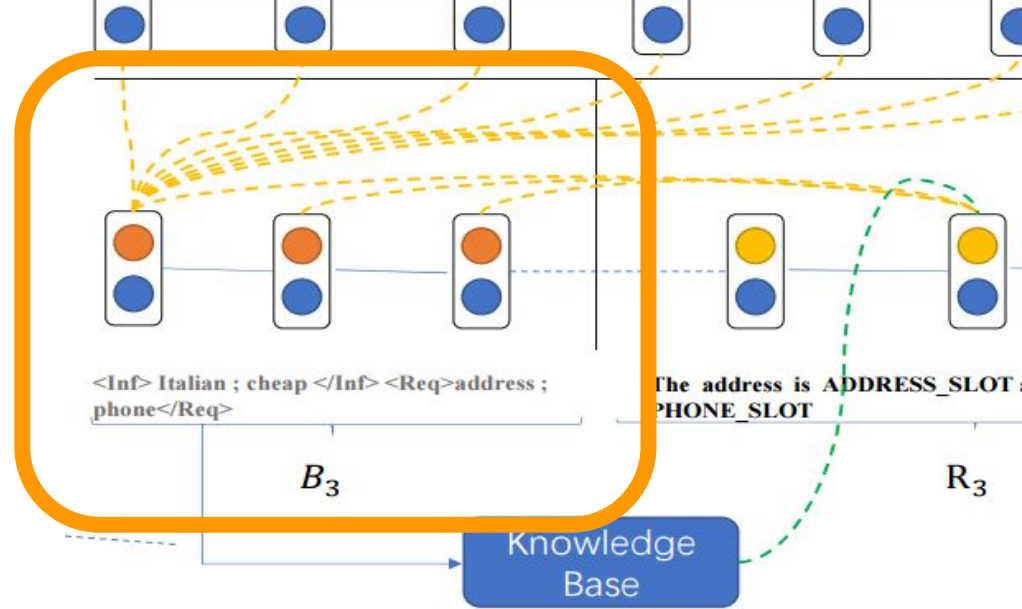 <Inf> Italian ; cheap </Inf> <Req>address ;
phone</Req>
The address is ADDRESS_SLOT a
PHONE_SLOT
B₃
R₃
Knowledge
Base